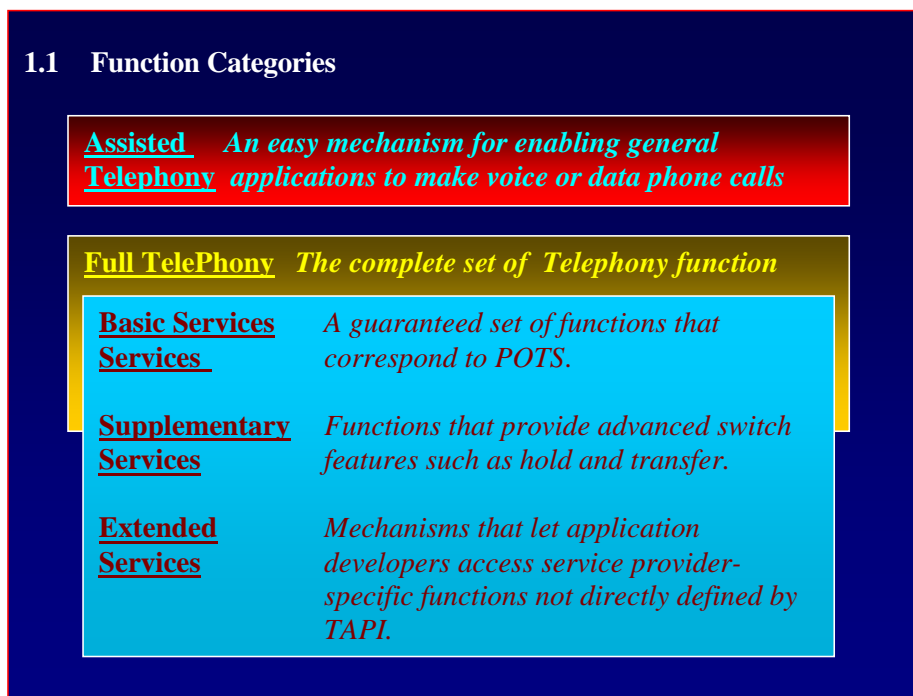 1.1 Function Categories
Assisted An easy mechanism for enabling general
Telephony applications to make voice or data phone calls
Full TelePhony The complete set of Telephony function
Basic Services A guaranteed set of functions that
Services correspond to POTS.
Supplementary Functions that provide advanced switch
Services features such as hold and transfer.
Extended Mechanisms that let application
Services developers access service provider-
specific functions not directly defined by
TAPI.